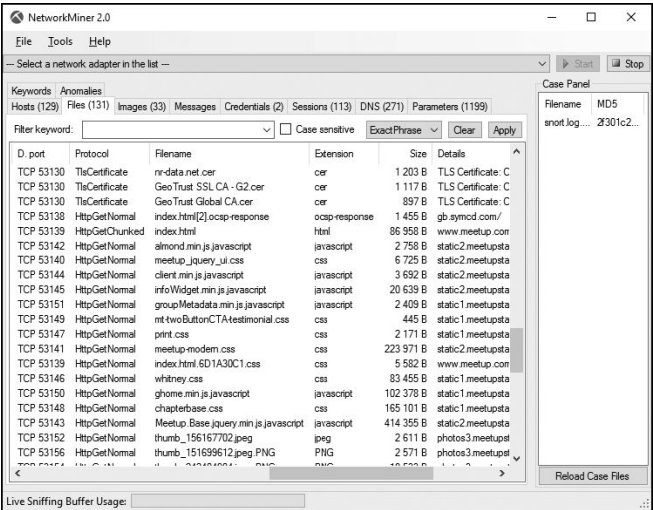 NetworkMiner 2.0
File Tools Help
--- Select a network adapter in the list ---
Start Stop
Keywords Anomalies
Hosts (129) Files (131) Images (33) Messages Credentials (2) Sessions (113) DNS (271) Parameters (1199)
Filter keyword: Case sensitive ExactPhrase Clear Apply
D. port Protocol Filename Extension Size Details
TCP 53130 TlsCertificate nr-data.net.cer cer 1 203 B TLS Certificate: C
TCP 53130 TlsCertificate GeoTrust SSL CA - G2.cer cer 1 117 B TLS Certificate: C
TCP 53130 TlsCertificate GeoTrust Global CA.cer cer 897 B TLS Certificate: C
TCP 53138 HttpGetNormal index.html[2].ocsp-response ocsp-response 1 455 B gb.symcd.com/
TCP 53139 HttpGetChunked index.html html 86 958 B www.meetup.com
TCP 53142 HttpGetNormal almond.min.js.javascript javascript 2 758 B static2.meetupsta
TCP 53140 HttpGetNormal meetup_jquery_ui.css css 6 725 B static2.meetupsta
TCP 53144 HttpGetNormal client.min.js.javascript javascript 3 692 B static2.meetupsta
TCP 53145 HttpGetNormal infoWidget.min.js.javascript javascript 20 639 B static2.meetupsta
TCP 53151 HttpGetNormal groupMetadata.min.js.javascript javascript 2 409 B static1.meetupsta
TCP 53149 HttpGetNormal mt-twoButtonCTA-testimonial.css css 445 B static1.meetupsta
TCP 53147 HttpGetNormal print.css css 2 171 B static1.meetupsta
TCP 53141 HttpGetNormal meetup-modern.css css 223 971 B static2.meetupsta
TCP 53139 HttpGetNormal index.html.6D1A30C1.css css 5 582 B www.meetup.com
TCP 53146 HttpGetNormal whitney.css css 83 455 B static1.meetupsta
TCP 53150 HttpGetNormal ghome.min.js.javascript javascript 102 378 B static1.meetupsta
TCP 53148 HttpGetNormal chapterbase.css css 165 101 B static1.meetupsta
TCP 53143 HttpGetNormal Meetup.Base.jquery.min.js.javascript javascript 414 355 B static2.meetupsta
TCP 53152 HttpGetNormal thumb_156167702.jpeg jpeg 2 611 B photos3.meetupst
TCP 53156 HttpGetNormal thumb_151699612.jpeg.PNG PNG 2 571 B photos3.meetupst
Case Panel
Filename MD5
snort.log.... 2f301c2...
Reload Case Files
Live Sniffing Buffer Usage: